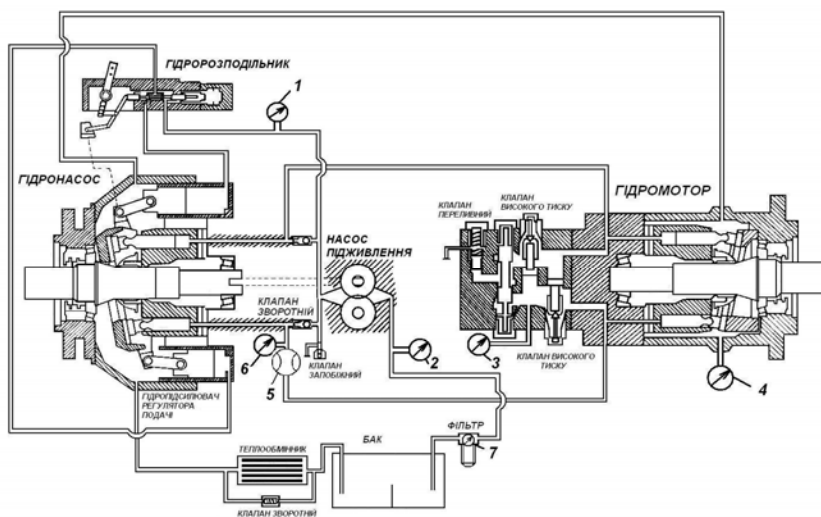 ГІДРОРОЗПОДІЛЬНИК
1
ГІДРОНАСОС
НАСОС
ПІДЖИВЛЕННЯ
КЛАПАН
ПЕРЕЛИВНИЙ
КЛАПАН
ВИСОКОГО ТИСКУ
ГІДРОМОТОР
КЛАПАН
ЗВОРОТНІЙ
6
5
КЛАПАН
ЗАПОБІЖНИЙ
2
3
КЛАПАН ВИСОКОГО
ТИСКУ
4
ГІДРОПІДСИЛЮВАЧ
РЕГУЛЯТОРА
ПОДАЧІ
ТЕПЛООБМІННИК
БАК
ФІЛЬТР
7
КЛАПАН ЗВОРОТНІЙ